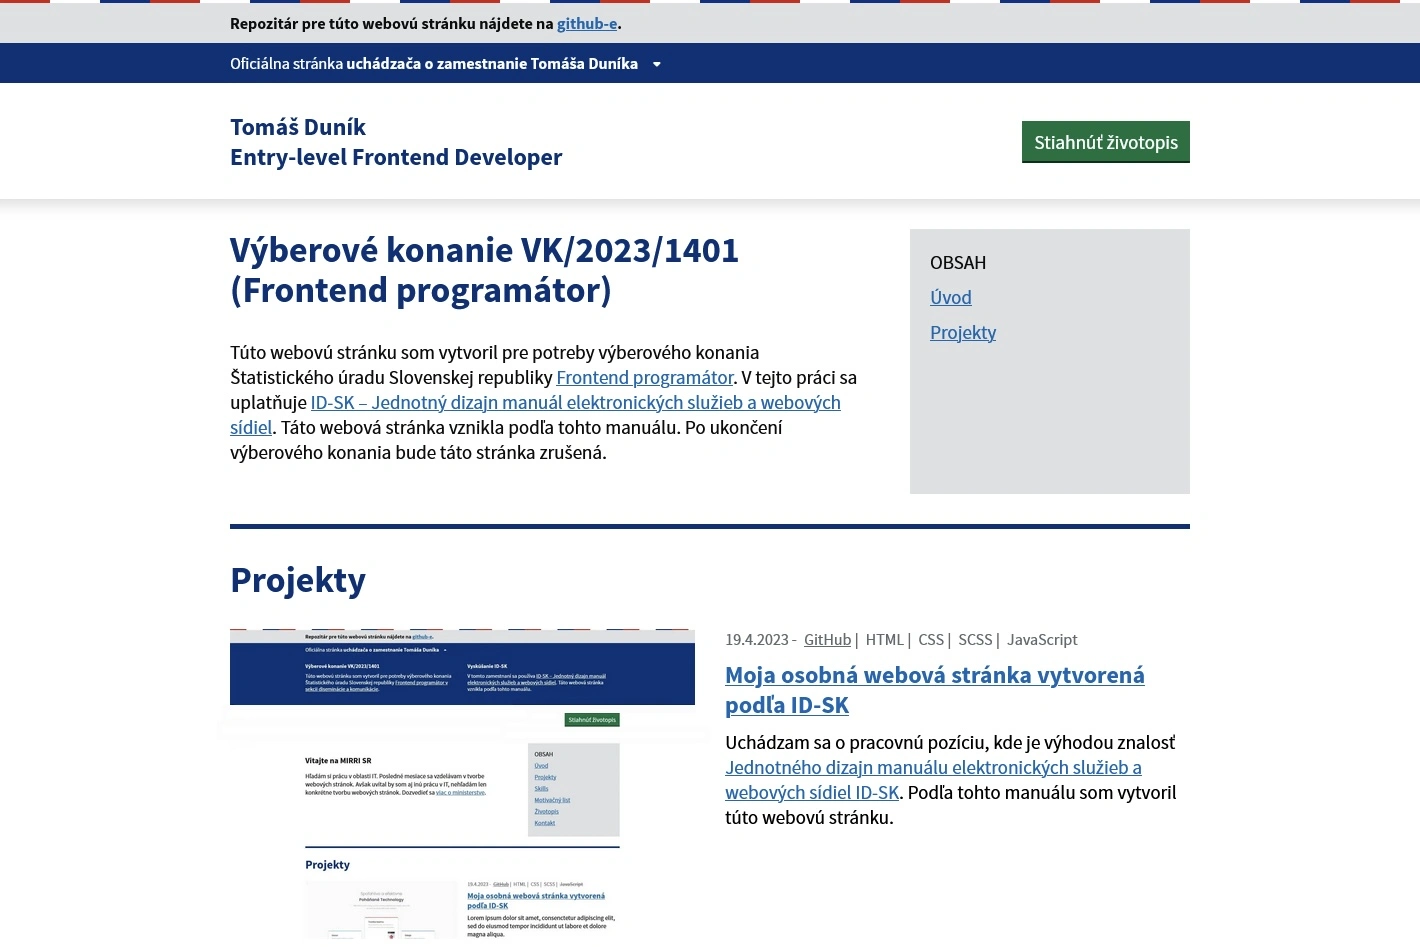 Repozitár pre túto webovú stránku nájdete na github-e.
Oficiálna stránka uchádzača o zamestnanie Tomáša Duníka
Tomáš Duník
Entry-level Frontend Developer
Stiahnúť životopis
Výberové konanie VK/2023/1401
(Frontend programátor)
Túto webovú stránku som vytvoril pre potreby výberového konania
Štatistického úradu Slovenskej republiky Frontend programátor. V tejto práci sa
uplatňuje ID-SK – Jednotný dizajn manuál elektronických služieb a webových
sídiel. Táto webová stránka vznikla podľa tohto manuálu. Po ukončení
výberového konania bude táto stránka zrušená.
OBSAH
Úvod
Projekty
Projekty
Repozitár pre túto webovú stránku nájdete na github-e.
Oficiálna stránka uchádzača o zamestnanie Tomáša Duníka
Výberové konanie VK/2023/1401
Túto webovú stránku som vytvoril pre potreby výberového konania
Štatistického úradu Slovenskej republiky Frontend programátor v
sekcii diseminácie a komunikácie.
Vyskúšanie ID-SK
V tomto zamestnaní sa používa ID-SK – Jednotný dizajn manuál
elektronických služieb a webových sídiel. Táto webová stránka
vznikla podľa tohto manuálu.
Stiahnúť životopis
Vitajte na MIRRI SR
Hľadám si prácu v oblasti IT. Posledné mesiace sa vzdelávam v tvorbe
webových stránok. Avšak uvítal by som aj inú prácu v IT, nehľadám len
konkrétne tvorbu webových stránok. Dozvedieť sa viac o ministerstve.
OBSAH
Úvod
Projekty
Skills
Motivačný list
Životopis
Kontakt
Projekty
Poháňané Technology
19.4.2023 - GitHub | HTML | CSS | SCSS | JavaScript
Moja osobná webová stránka vytvorená
podľa ID-SK
Lorem ipsum dolor sit amet, consectetur adipiscing elit,
sed do eiusmod tempor incididunt ut labore et dolore
magna aliqua.
19.4.2023 - GitHub | HTML | CSS | SCSS | JavaScript
Moja osobná webová stránka vytvorená
podľa ID-SK
Uchádzam sa o pracovnú pozíciu, kde je výhodou znalosť
Jednotného dizajn manuálu elektronických služieb a
webových sídiel ID-SK. Podľa tohto manuálu som vytvoril
túto webovú stránku.